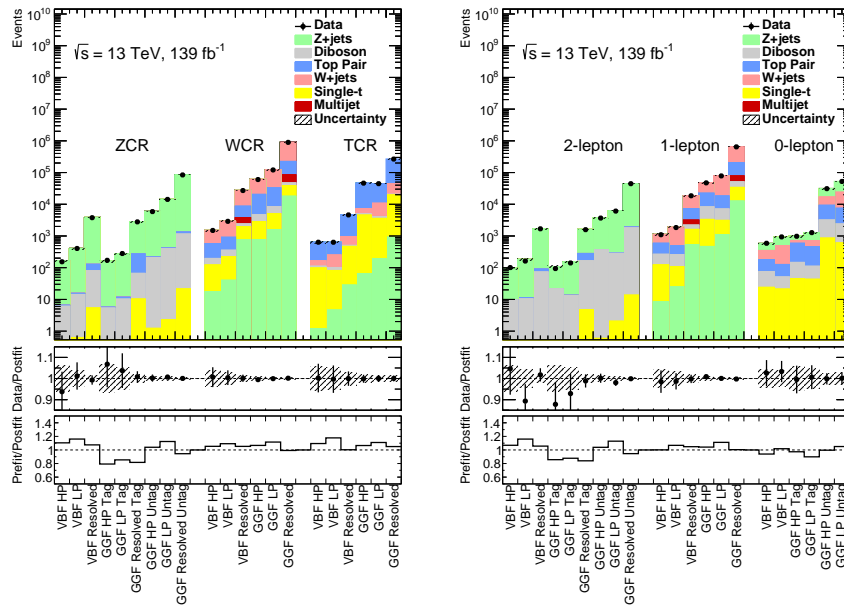 Events
10^10
10^9
10^8
10^7
10^6
10^5
10^4
10^3
10^2
10
1
√s = 13 TeV, 139 fb^-1
Data
Z+jets
Diboson
Top Pair
W+jets
Single-t
Multijet
Uncertainty
ZCR
WCR
TCR
Data/Postfit
1.1
1
0.9
Prefit/Postfit
1.4
1.2
1
0.8
0.6
VBF HP
VBF LP
VBF Resolved
GGF HP Tag
GGF LP Tag
GGF Resolved Tag
GGF HP Untag
GGF LP Untag
GGF Resolved Untag
VBF HP
VBF LP
VBF Resolved
GGF HP
GGF LP
GGF Resolved
VBF HP
VBF LP
VBF Resolved
GGF HP
GGF LP
GGF Resolved
Events
10^10
10^9
10^8
10^7
10^6
10^5
10^4
10^3
10^2
10
1
√s = 13 TeV, 139 fb^-1
Data
Z+jets
Diboson
Top Pair
W+jets
Single-t
Multijet
Uncertainty
2-lepton
1-lepton
0-lepton
Data/Postfit
1.1
1
0.9
Prefit/Postfit
1.4
1.2
1
0.8
0.6
VBF HP
VBF LP
VBF Resolved
GGF HP Tag
GGF LP Tag
GGF Resolved Tag
GGF HP Untag
GGF LP Untag
GGF Resolved Untag
VBF HP
VBF LP
VBF Resolved
GGF HP
GGF LP
GGF Resolved
VBF HP
VBF LP
GGF HP Tag
GGF LP Tag
GGF HP Untag
GGF LP Untag